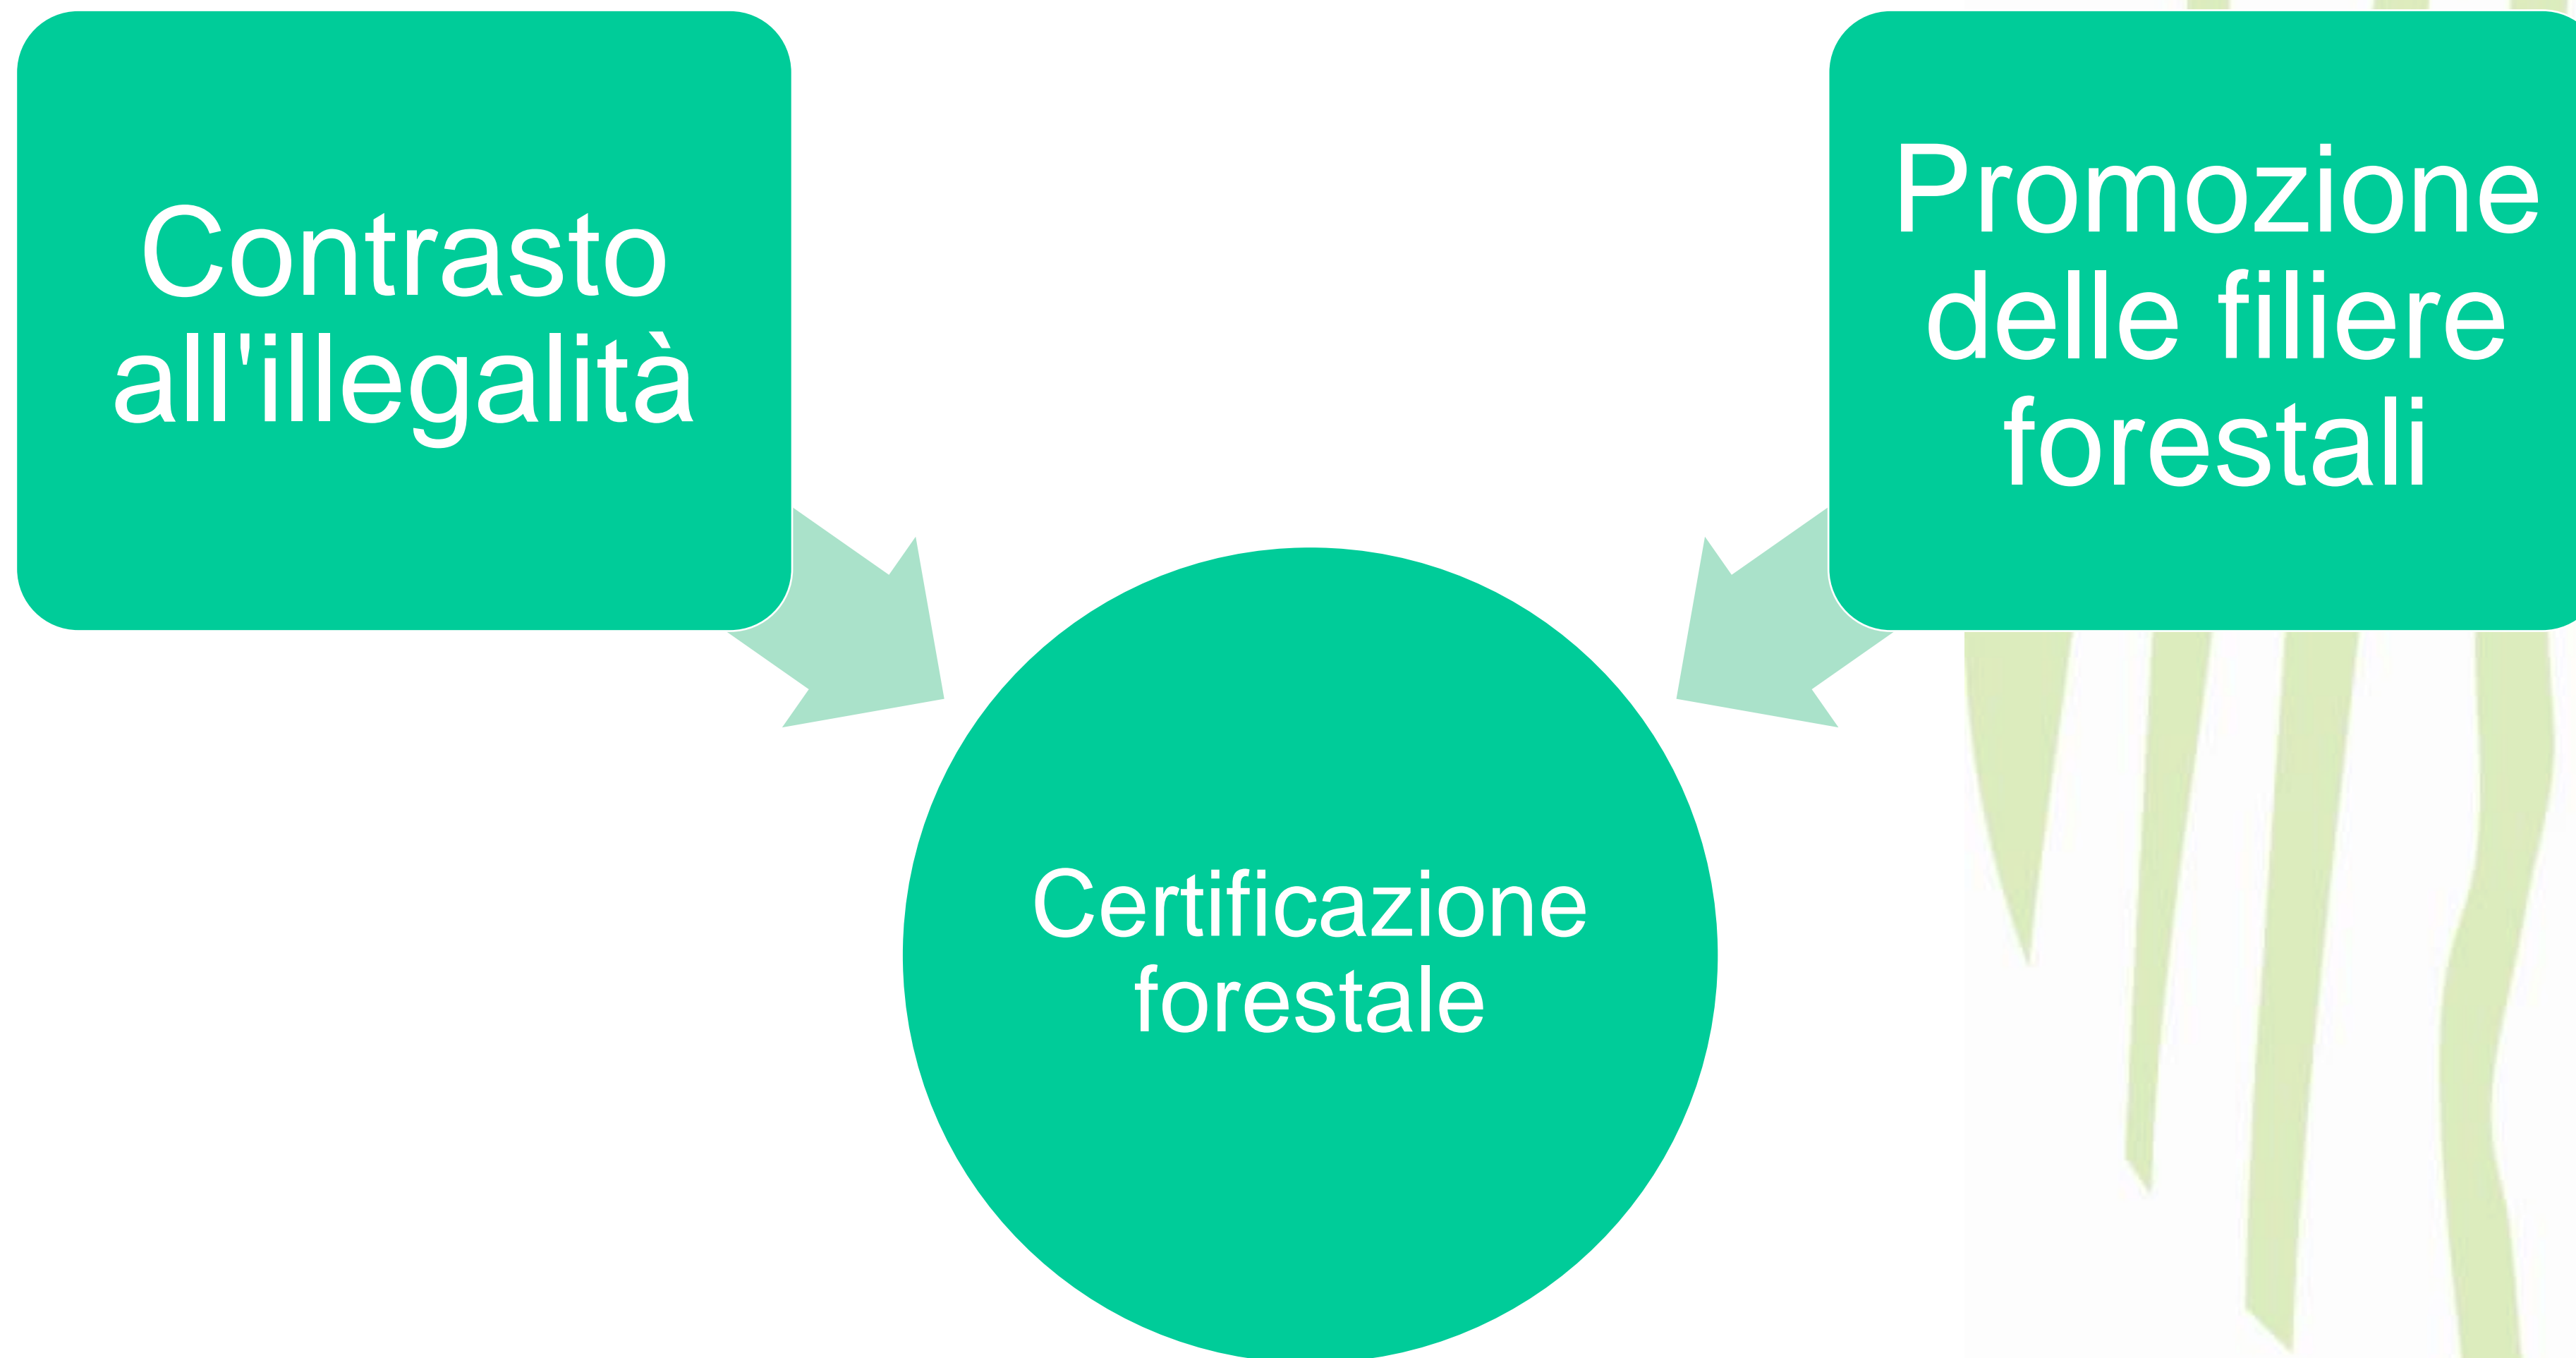 Contrasto
all'illegalità
Promozione
delle filiere
forestali
Certificazione
forestale